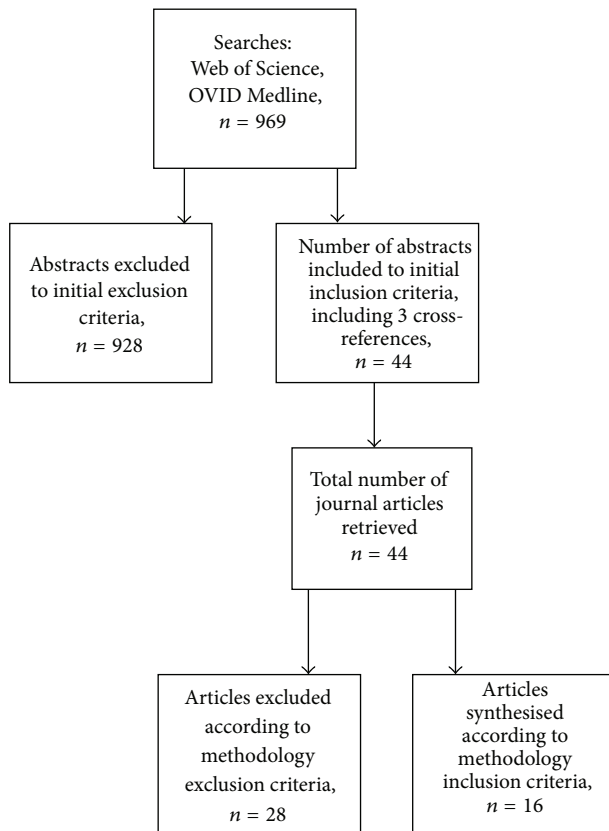 Searches:
Web of Science,
OVID Medline,
n = 969
Abstracts excluded
to initial exclusion
criteria,
n = 928
Number of abstracts
included to initial
inclusion criteria,
including 3 cross-
references,
n = 44
Total number of
journal articles
retrieved
n = 44
Articles excluded
according to
methodology
exclusion criteria,
n = 28
Articles
synthesised
according to
methodology
inclusion criteria,
n = 16